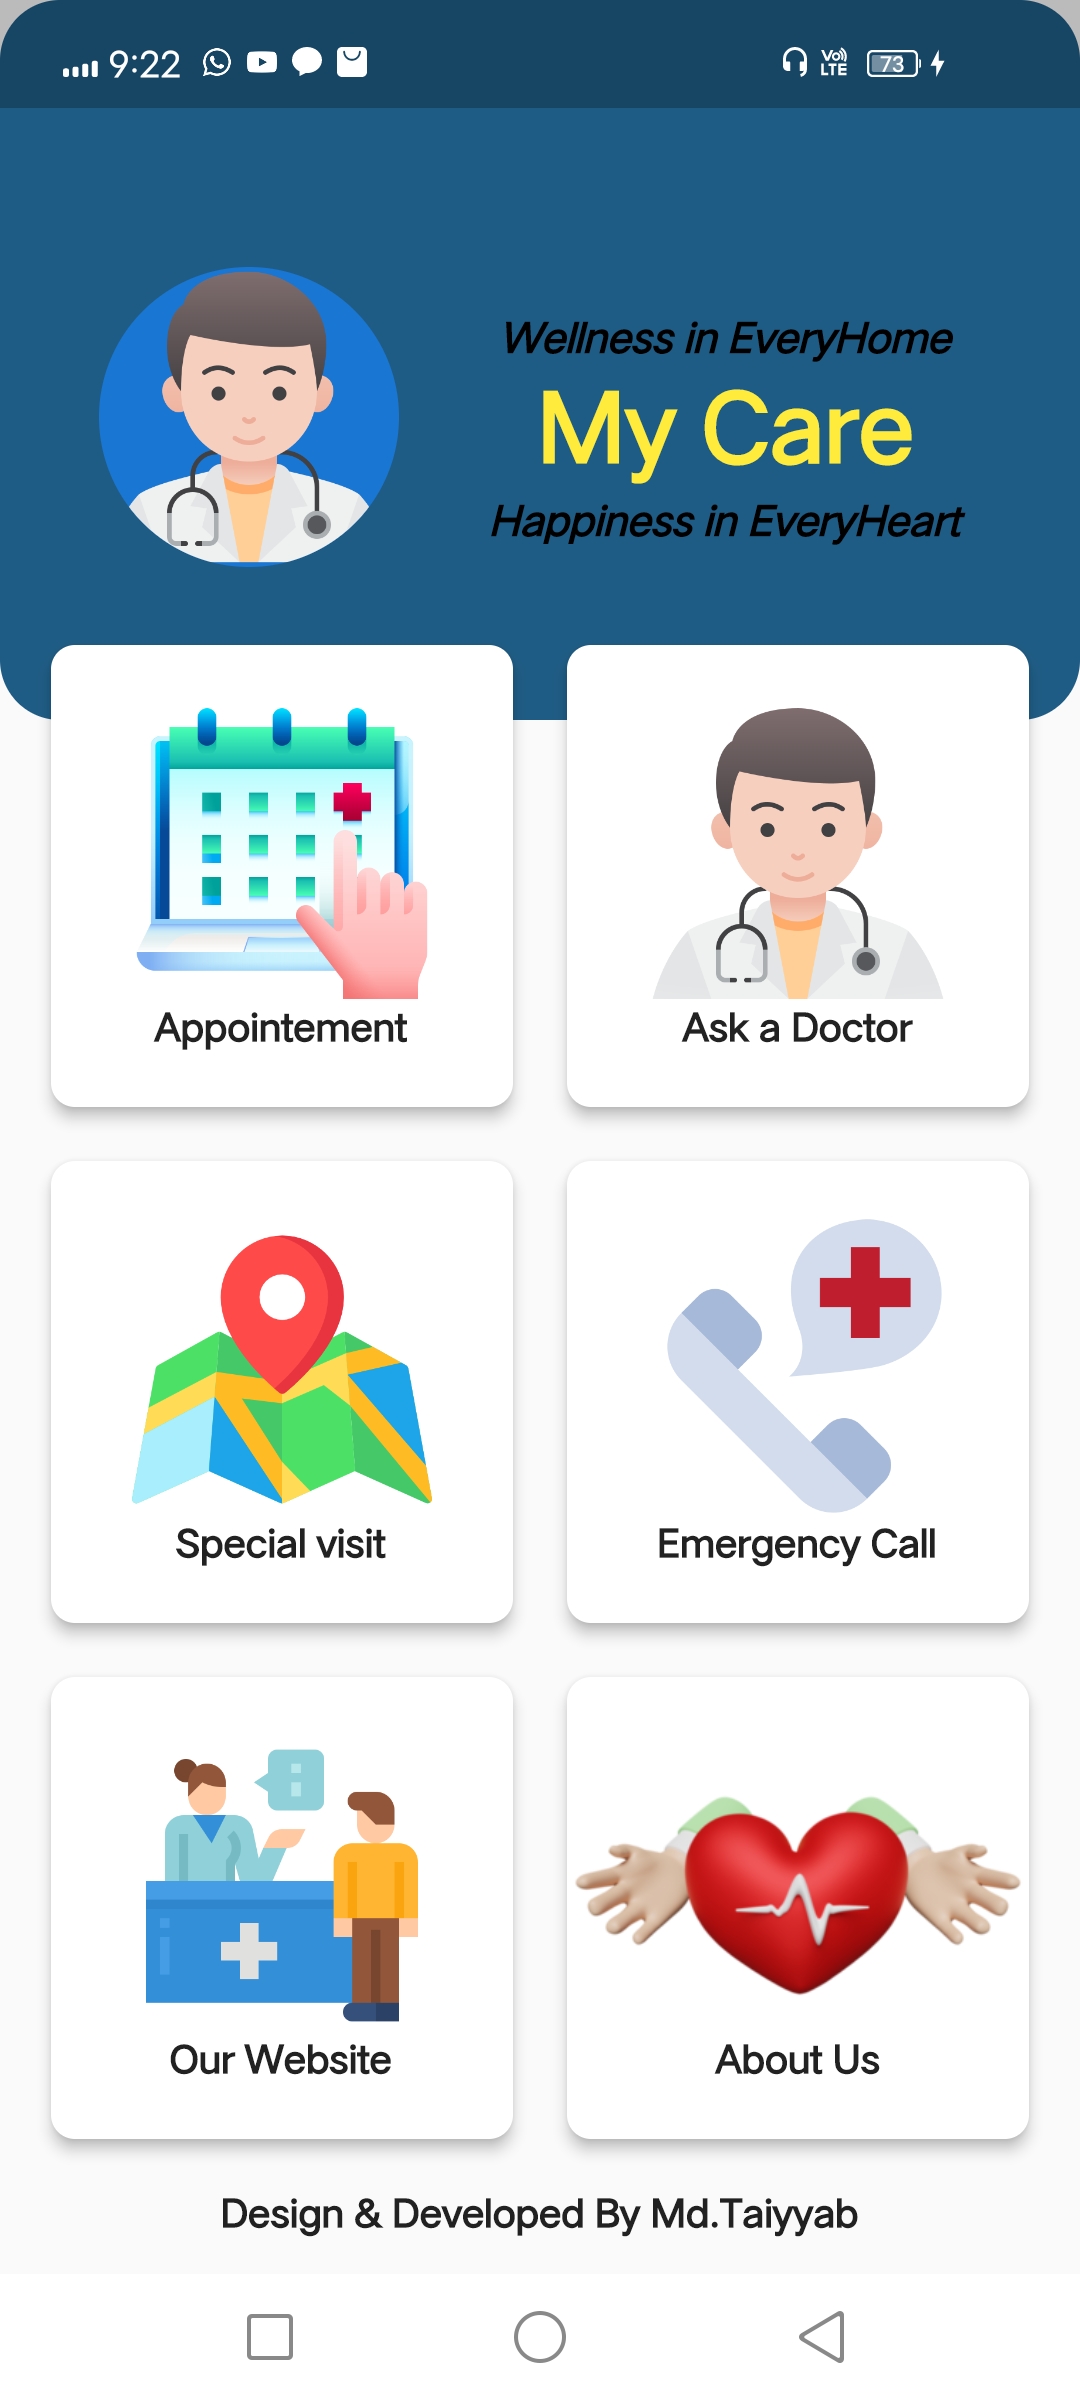 9:22 Vo) LTE 73
Wellness in EveryHome
My Care
Happiness in EveryHeart
Appointement
Ask a Doctor
Special visit
Emergency Call
Our Website
About Us
Design & Developed By Md.Taiyyab